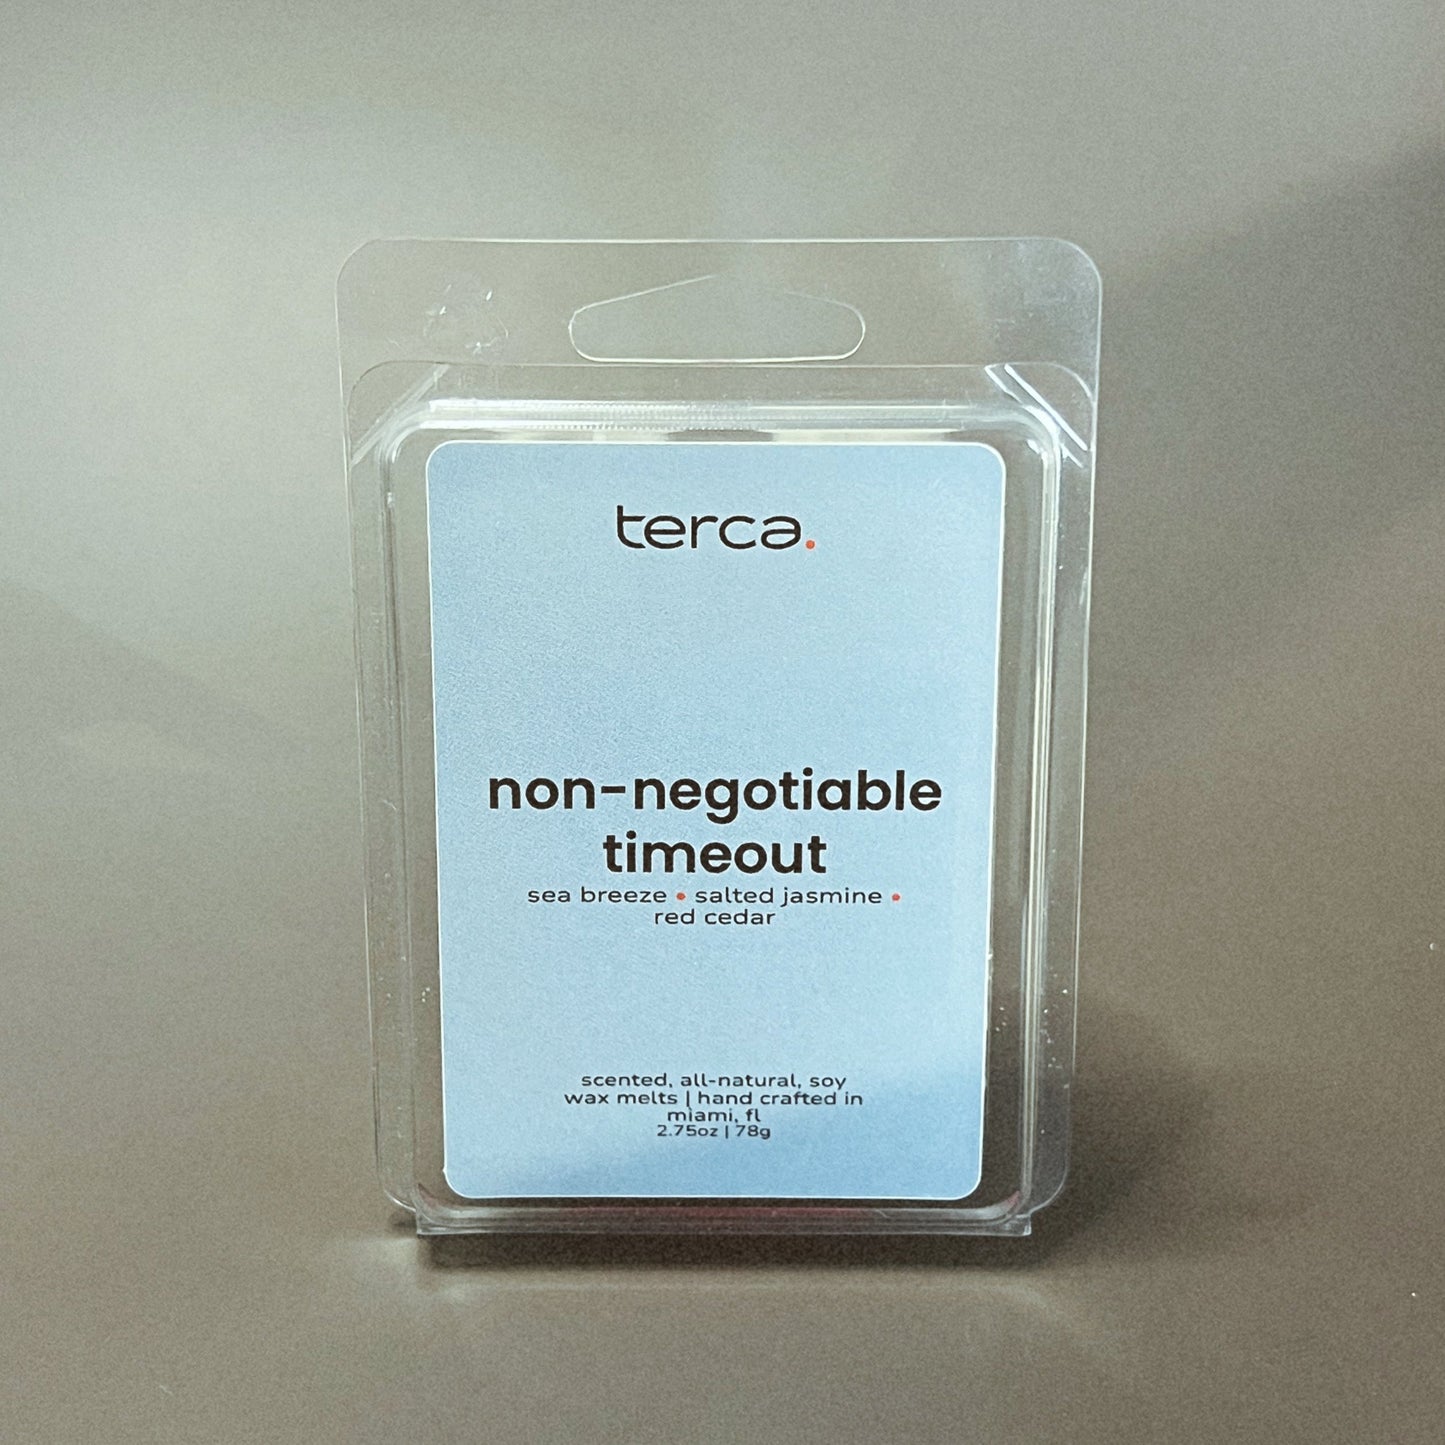 terca.
non-negotiable
timeout
sea breeze • salted jasmine •
red cedar
scented, all-natural, soy
wax melts | hand crafted in
miami, fl
2.75oz | 78g